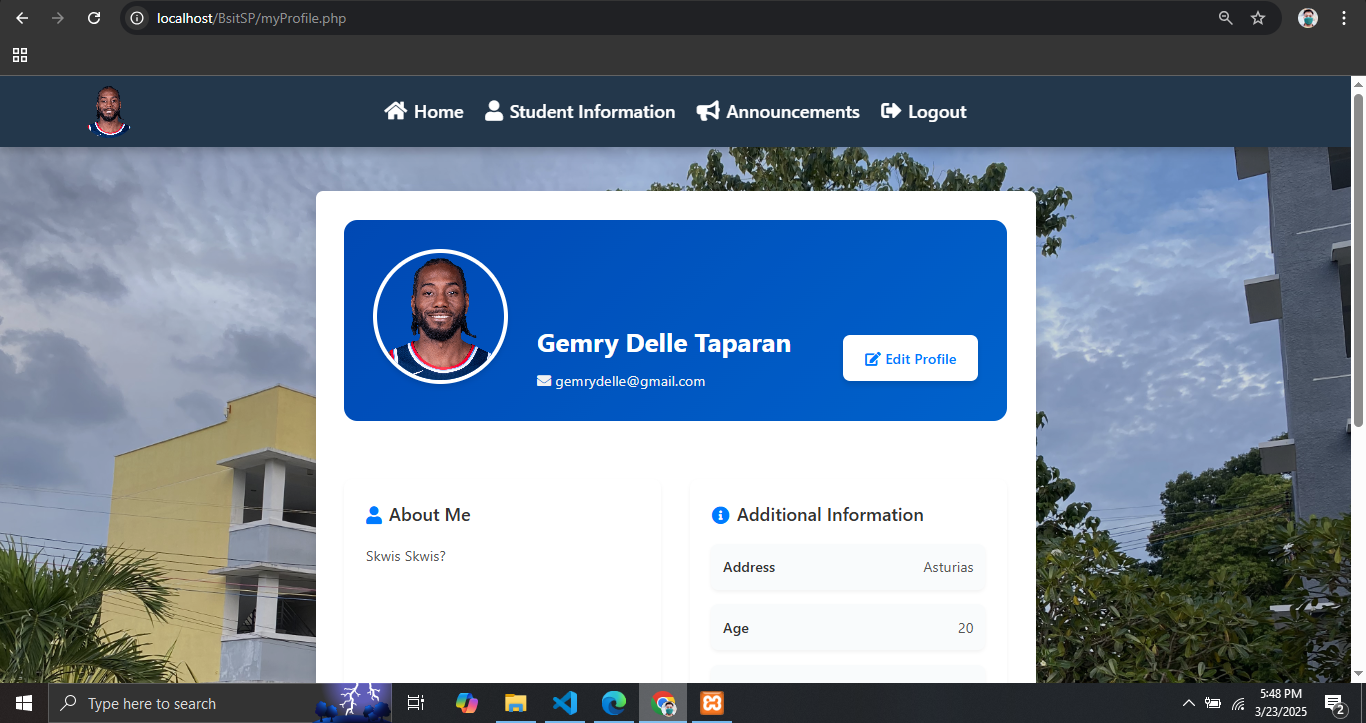 localhost/BsitSP/myProfile.php
Home Student Information Announcements Logout
Gemry Delle Taparan
Edit Profile
gemrydelle@gmail.com
About Me
Skwis Skwis?
Additional Information
Address Asturias
Age 20
Type here to search
5:48 PM
3/23/2025
2